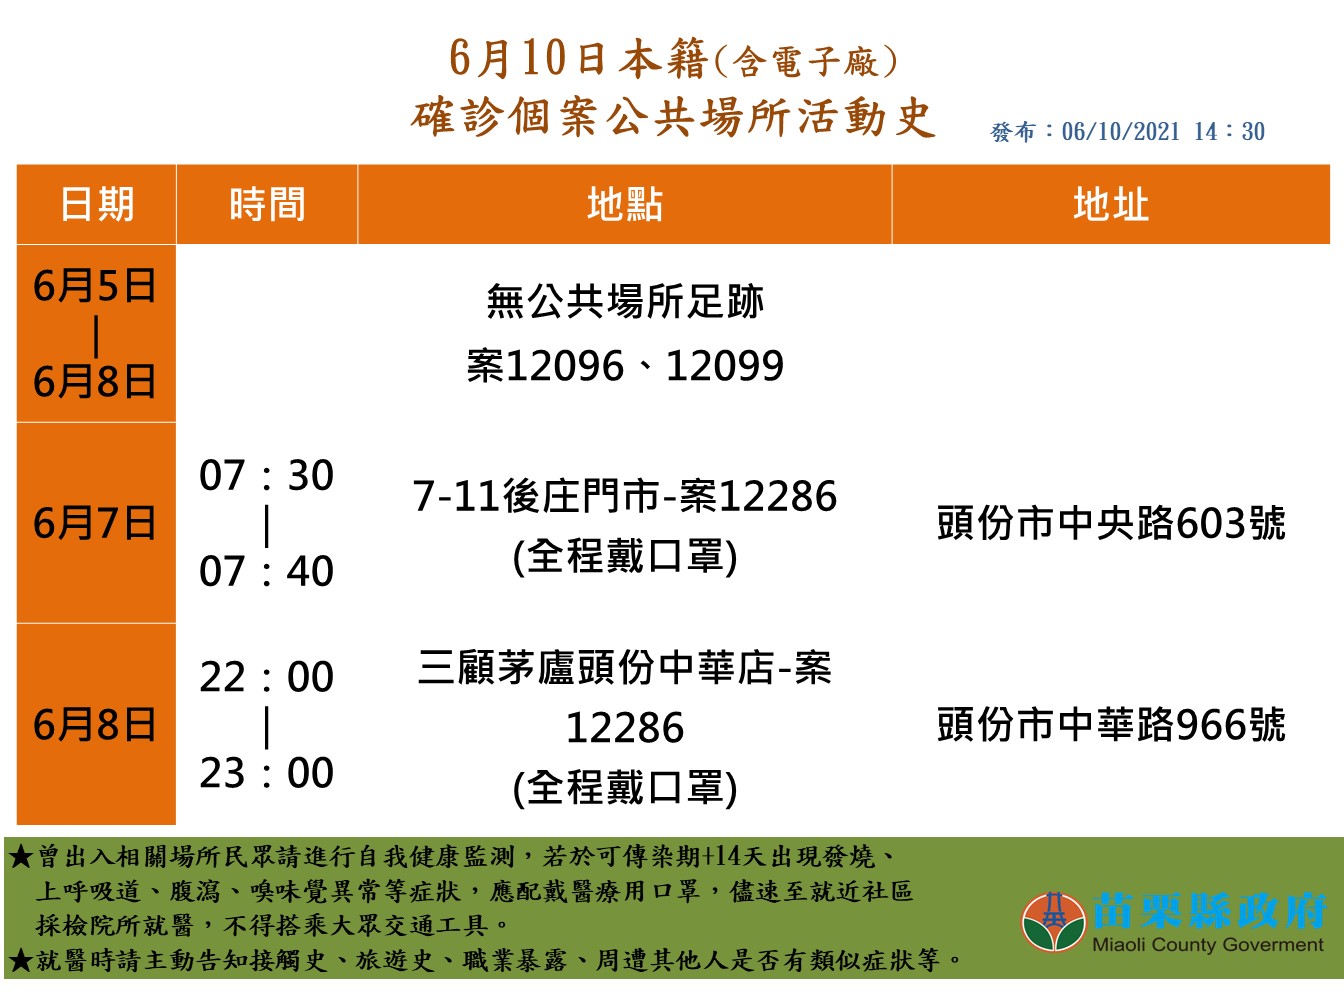 6月10日本籍(含電子廠)
確診個案公共場所活動史
發布：06/10/2021 14：30
日期 時間 地點 地址
6月5日
|
6月8日
無公共場所足跡
案12096、12099
6月7日
07：30
|
07：40
7-11後庄門市-案12286
(全程戴口罩)
頭份市中央路603號
6月8日
22：00
|
23：00
三顧茅廬頭份中華店-案
12286
(全程戴口罩)
頭份市中華路966號
★曾出入相關場所民眾請進行自我健康監測，若於可傳染期+14天出現發燒、
上呼吸道、腹瀉、嗅味覺異常等症狀，應配戴醫療用口罩，儘速至就近社區
採檢院所就醫，不得搭乘大眾交通工具。
★就醫時請主動告知接觸史、旅遊史、職業暴露、周遭其他人是否有類似症狀等。
苗栗縣政府
Miaoli County Goverment